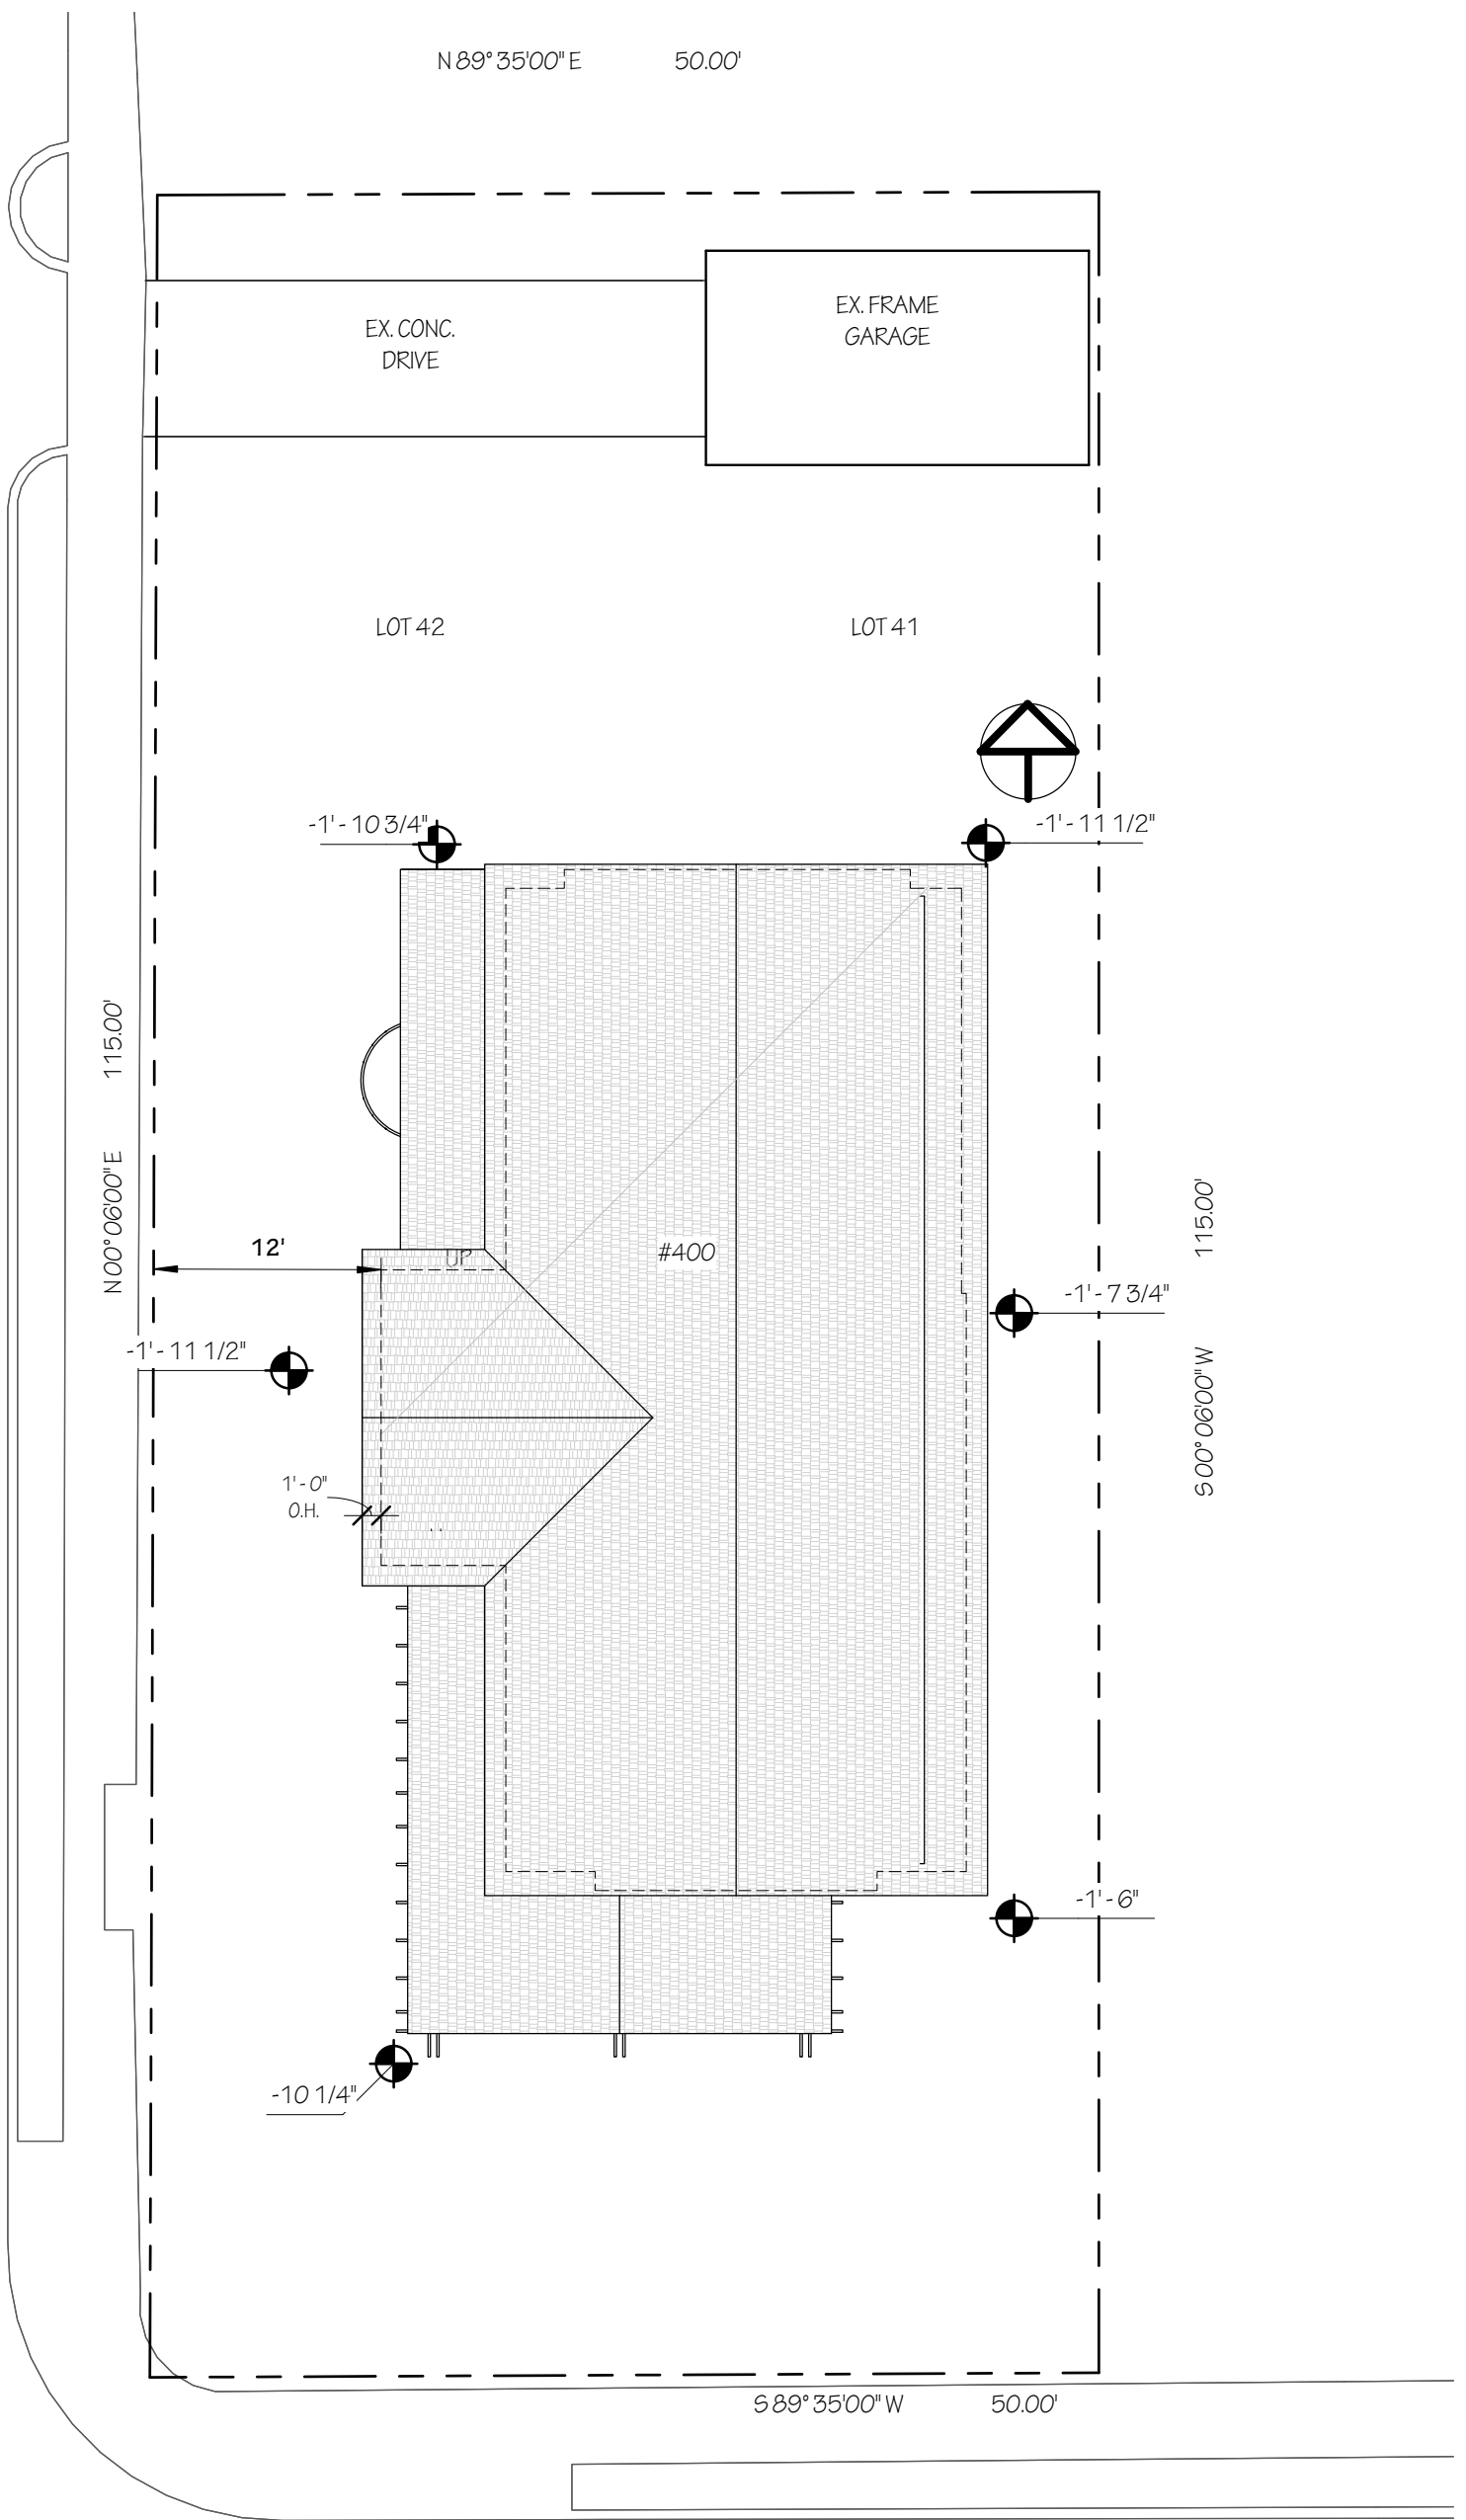 N 89° 35'00" E 50.00'
EX. CONC.
DRIVE
EX. FRAME
GARAGE
LOT 42
LOT 41
-1' - 10 3/4"
-1' - 11 1/2"
N 00° 06'00" E 115.00'
12'
UP
#400
S 00° 06'00" W 115.00'
-1' - 7 3/4"
-1' - 11 1/2"
1' - 0"
O.H.
-1' - 6"
-10 1/4"
S 89° 35'00" W 50.00'